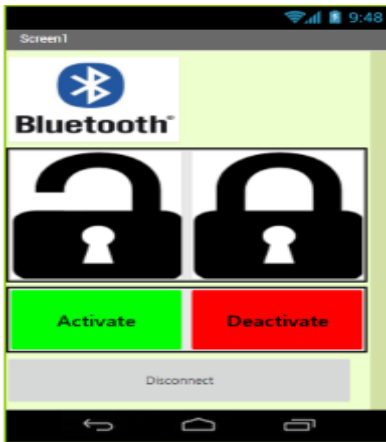 9:48
Screen1
Bluetooth®
Activate Deactivate
Disconnect